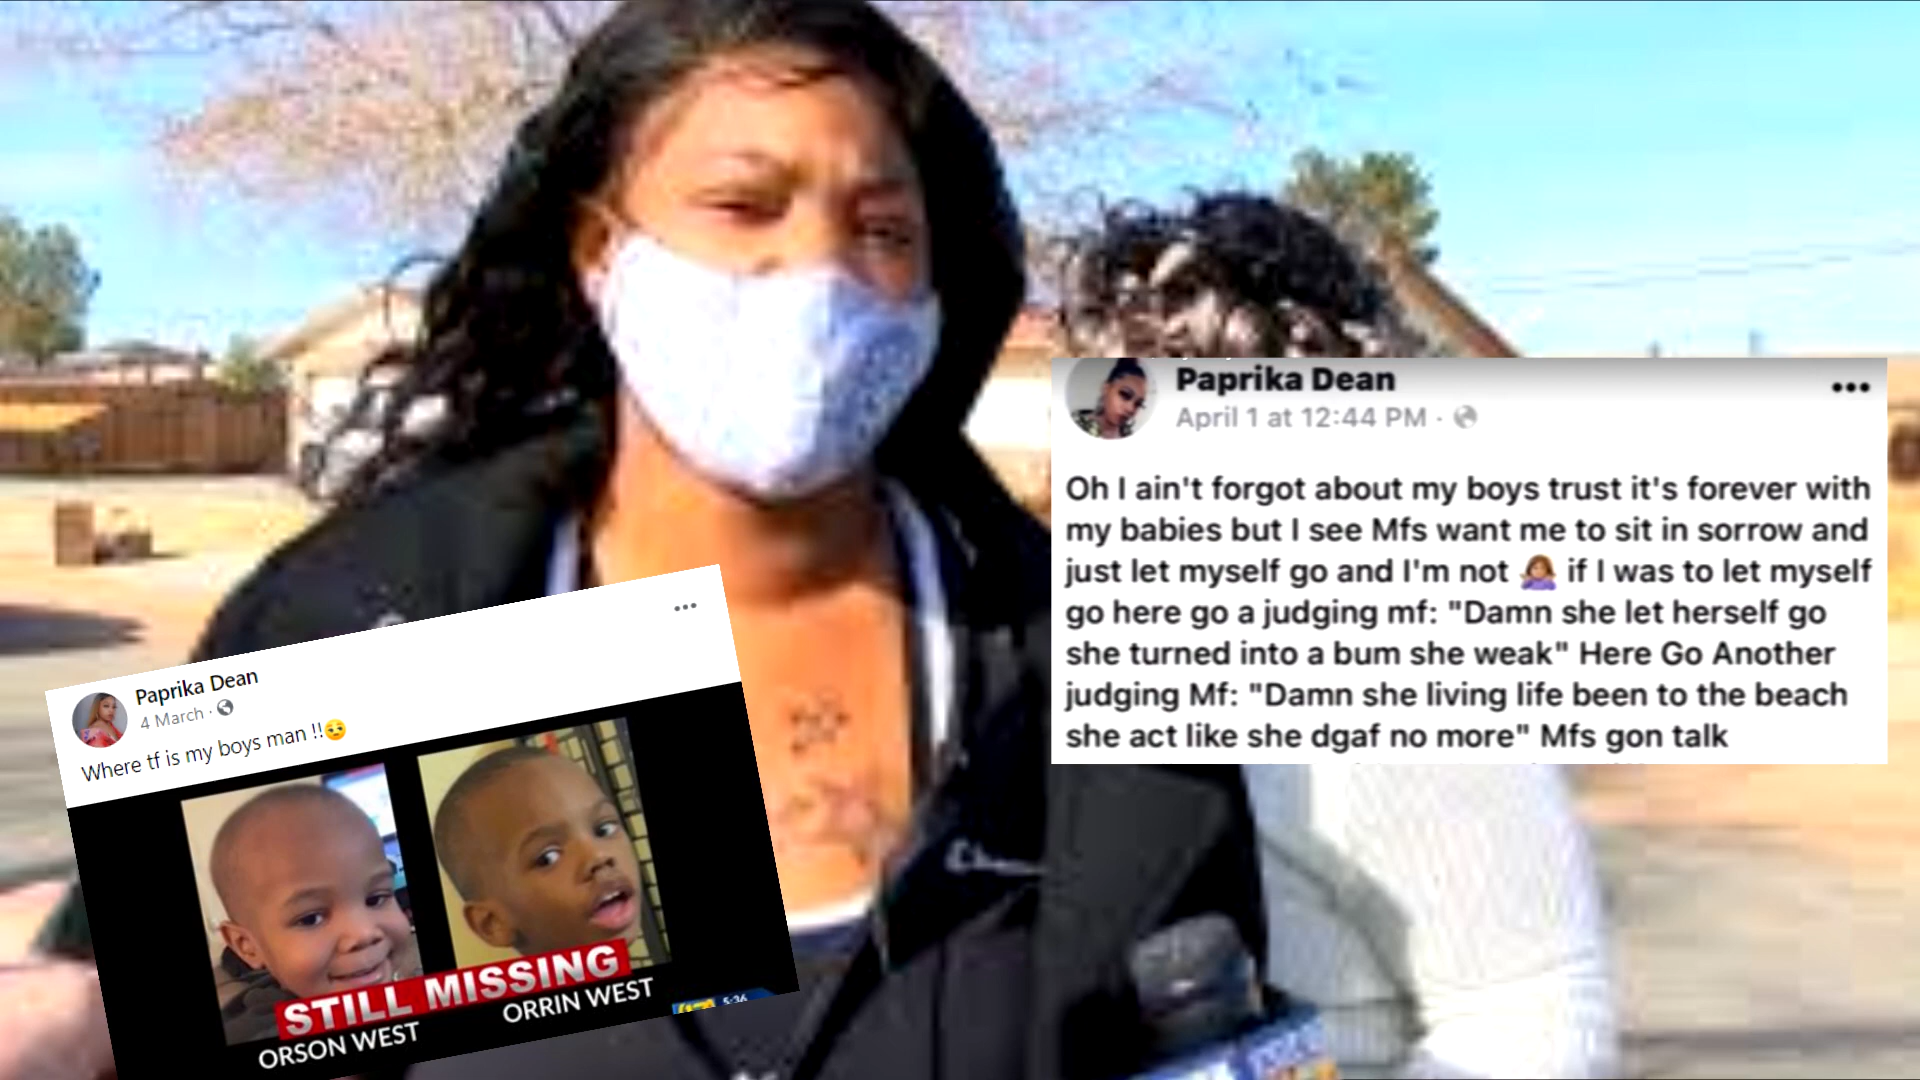 Paprika Dean
April 1 at 12:44 PM ·
Oh I ain't forgot about my boys trust it's forever with
my babies but I see Mfs want me to sit in sorrow and
just let myself go and I'm not 🙅🏽‍♀️ if I was to let myself
go here go a judging mf: "Damn she let herself go
she turned into a bum she weak" Here Go Another
judging Mf: "Damn she living life been to the beach
she act like she dgaf no more" Mfs gon talk
Paprika Dean
4 March ·
Where tf is my boys man !!😒
STILL MISSING
ORSON WEST
ORRIN WEST
5:36